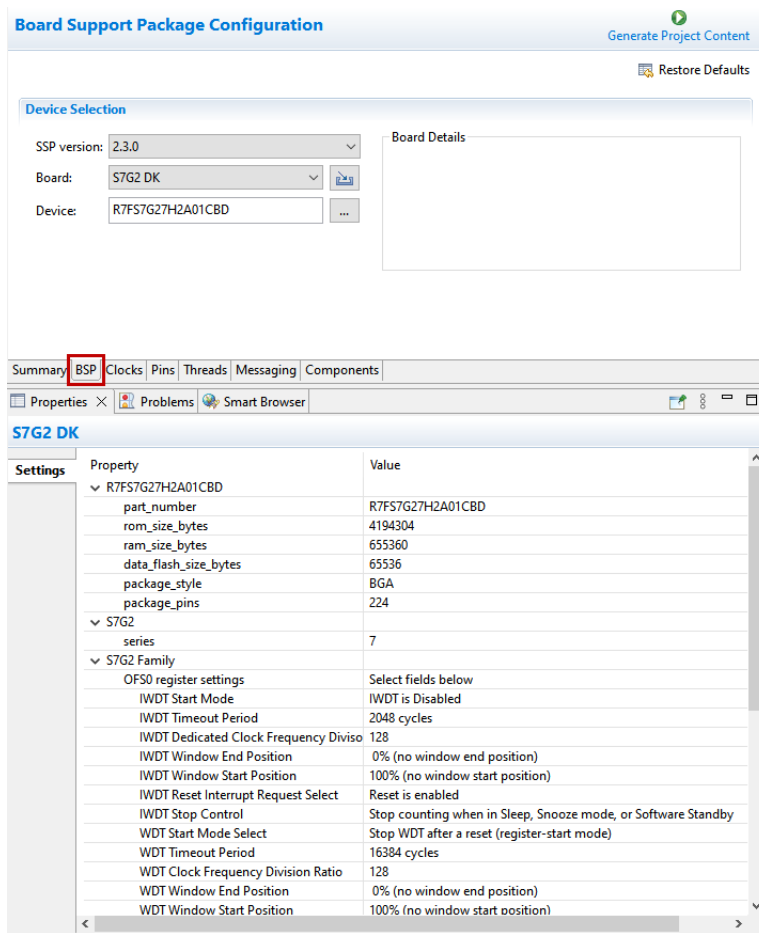 Board Support Package Configuration
Generate Project Content
Restore Defaults
Device Selection
SSP version: 2.3.0
Board Details
Board: S7G2 DK
Device: R7FS7G27H2A01CBD ...
Summary BSP Clocks Pins Threads Messaging Components
Properties Problems Smart Browser
S7G2 DK
Settings
Property Value
R7FS7G27H2A01CBD
part_number R7FS7G27H2A01CBD
rom_size_bytes 4194304
ram_size_bytes 655360
data_flash_size_bytes 65536
package_style BGA
package_pins 224
S7G2
series 7
S7G2 Family
OFS0 register settings Select fields below
IWDT Start Mode IWDT is Disabled
IWDT Timeout Period 2048 cycles
IWDT Dedicated Clock Frequency Diviso 128
IWDT Window End Position 0% (no window end position)
IWDT Window Start Position 100% (no window start position)
IWDT Reset Interrupt Request Select Reset is enabled
IWDT Stop Control Stop counting when in Sleep, Snooze mode, or Software Standby
WDT Start Mode Select Stop WDT after a reset (register-start mode)
WDT Timeout Period 16384 cycles
WDT Clock Frequency Division Ratio 128
WDT Window End Position 0% (no window end position)
WDT Window Start Position 100% (no window start position)